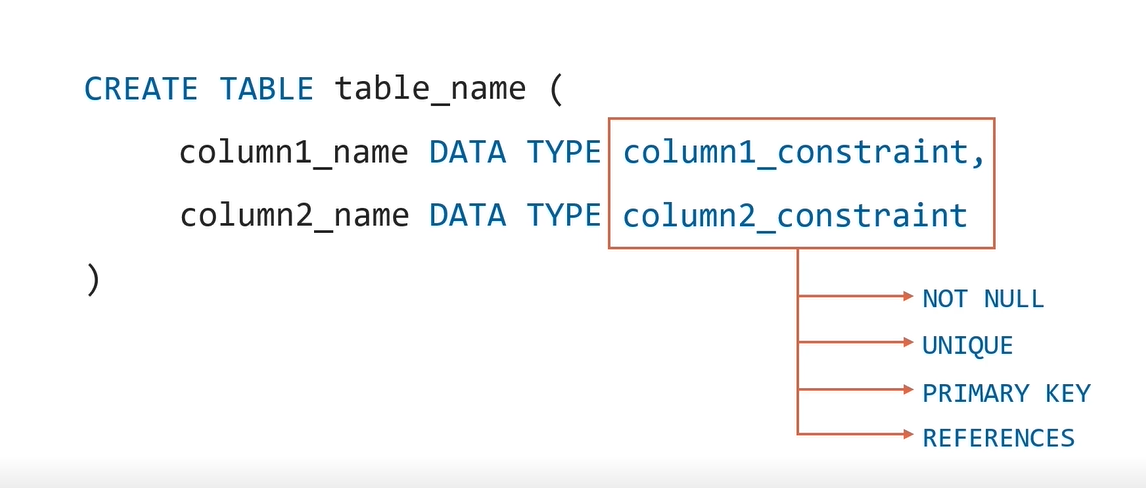 CREATE TABLE table_name (
column1_name DATA TYPE column1_constraint,
column2_name DATA TYPE column2_constraint
)
NOT NULL
UNIQUE
PRIMARY KEY
REFERENCES